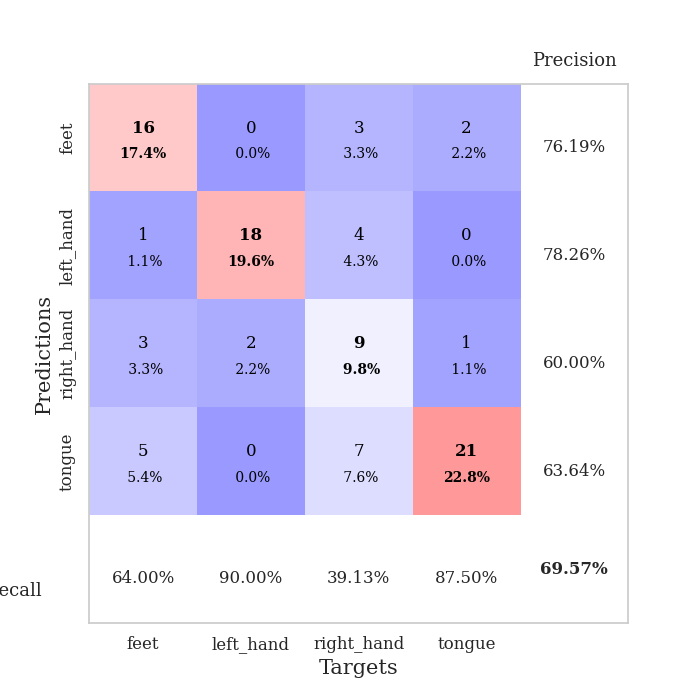 Precision
feet
16 0 3 2 76.19%
17.4% 0.0% 3.3% 2.2%
left_hand
1 18 4 0 78.26%
1.1% 19.6% 4.3% 0.0%
Predictions
right_hand
3 2 9 1 60.00%
3.3% 2.2% 9.8% 1.1%
tongue
5 0 7 21 63.64%
5.4% 0.0% 7.6% 22.8%
ecall 64.00% 90.00% 39.13% 87.50% 69.57%
feet left_hand right_hand tongue
Targets